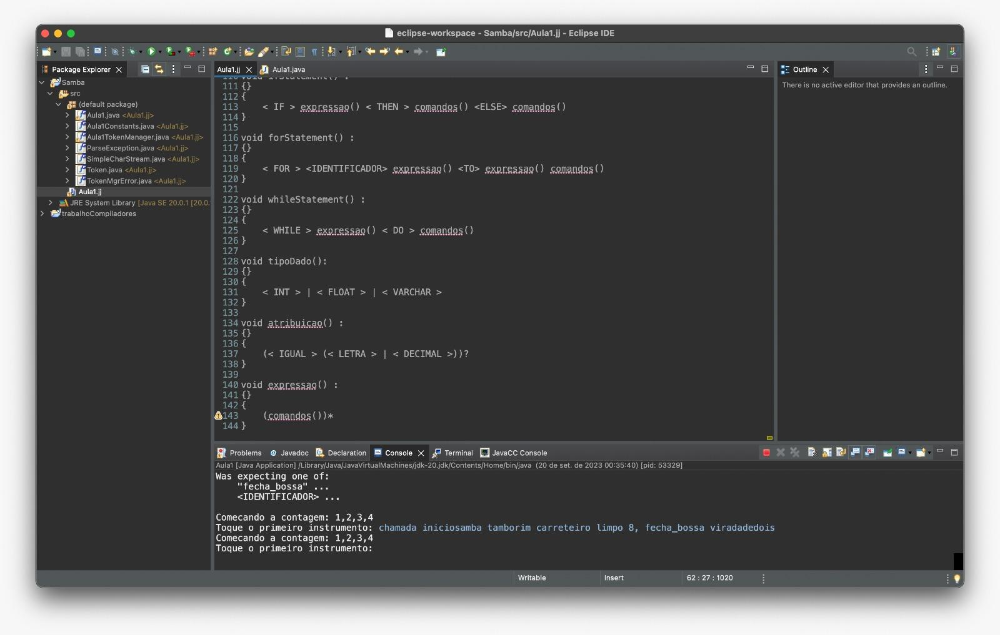 eclipse-workspace - Samba/src/Aula1.jj - Eclipse IDE
Package Explorer
Samba
src
(default package)
Aula1.java <Aula1.jj>
Aula1Constants.java <Aula1.jj>
Aula1TokenManager.java <Aula1.jj>
ParseException.java <Aula1.jj>
SimpleCharStream.java <Aula1.jj>
Token.java <Aula1.jj>
TokenMgrError.java <Aula1.jj>
Aula1.jj
JRE System Library [Java SE 20.0.1 [20.0.
trabalhoCompiladores
Aula1.jj
Aula1.java
110 void ifStatement() :
111 {}
112 {
113 < IF > expressao() < THEN > comandos() <ELSE> comandos()
114 }
115
116 void forStatement() :
117 {}
118 {
119 < FOR > <IDENTIFICADOR> expressao() <TO> expressao() comandos()
120 }
121
122 void whileStatement() :
123 {}
124 {
125 < WHILE > expressao() < DO > comandos()
126 }
127
128 void tipoDado():
129 {}
130 {
131 < INT > | < FLOAT > | < VARCHAR >
132 }
133
134 void atribuicao() :
135 {}
136 {
137 (< IGUAL > (< LETRA > | < DECIMAL >))?
138 }
139
140 void expressao() :
141 {}
142 {
143 (comandos())*
144 }
Outline
There is no active editor that provides an outline.
Problems @ Javadoc Declaration Console Terminal JavaCC Console
Aula1 [Java Application] /Library/Java/JavaVirtualMachines/jdk-20.jdk/Contents/Home/bin/java (20 de set. de 2023 00:35:40) [pid: 53329]
Was expecting one of:
"fecha_bossa" ...
<IDENTIFICADOR> ...
Comecando a contagem: 1,2,3,4
Toque o primeiro instrumento: chamada iniciosamba tamborim carreteiro limpo 8, fecha_bossa viradadedois
Comecando a contagem: 1,2,3,4
Toque o primeiro instrumento:
Writable
Insert
62 : 27 : 1020